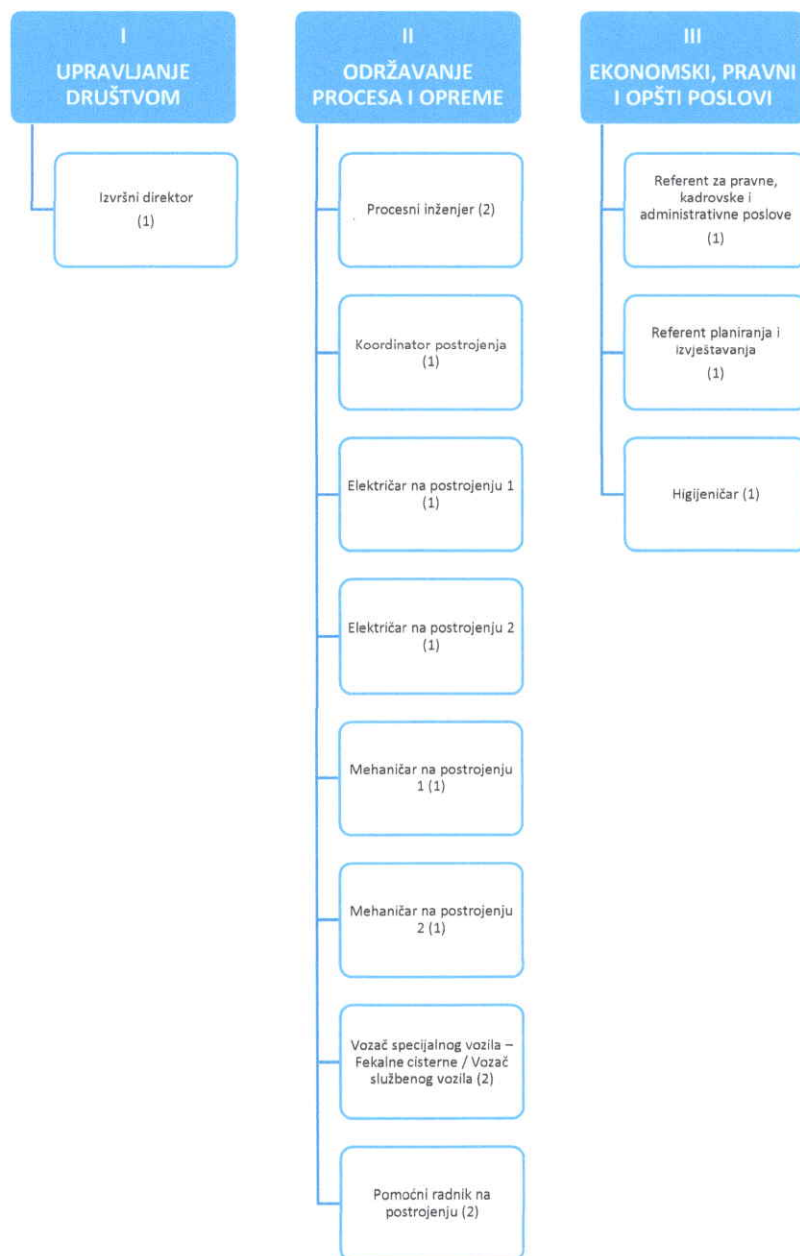 I
UPRAVLJANJE
DRUŠTVOM
Izvršni direktor
(1)
II
ODRŽAVANJE
PROCESA I OPREME
Procesni inženjer (2)
Koordinator postrojenja
(1)
Električar na postrojenju 1
(1)
Električar na postrojenju 2
(1)
Mehaničar na postrojenju
1 (1)
Mehaničar na postrojenju
2 (1)
Vozač specijalnog vozila –
Fekalne cisterne / Vozač
službenog vozila (2)
Pomoćni radnik na
postrojenju (2)
III
EKONOMSKI, PRAVNI
I OPŠTI POSLOVI
Referent za pravne,
kadrovske i
administrativne poslove
(1)
Referent planiranja i
izvještavanja
(1)
Higijeničar (1)